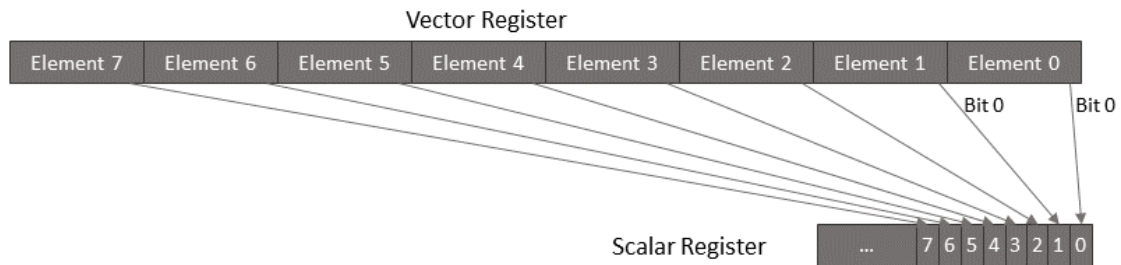 Vector Register
Element 7 Element 6 Element 5 Element 4 Element 3 Element 2 Element 1 Element 0
Bit 0 Bit 0
Scalar Register ... 7 6 5 4 3 2 1 0